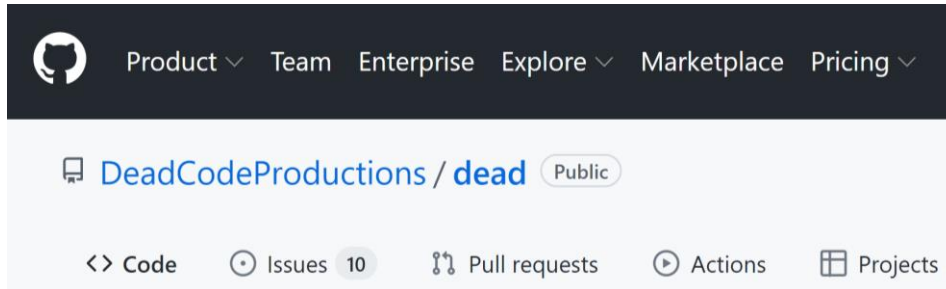 Product Team Enterprise Explore Marketplace Pricing
DeadCodeProductions / dead Public
Code Issues 10 Pull requests Actions Projects